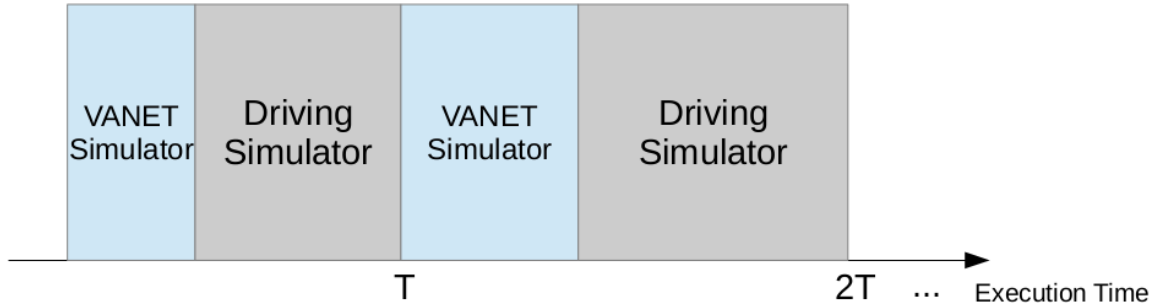 VANET
Simulator
Driving
Simulator
VANET
Simulator
Driving
Simulator
T
2T
...
Execution Time